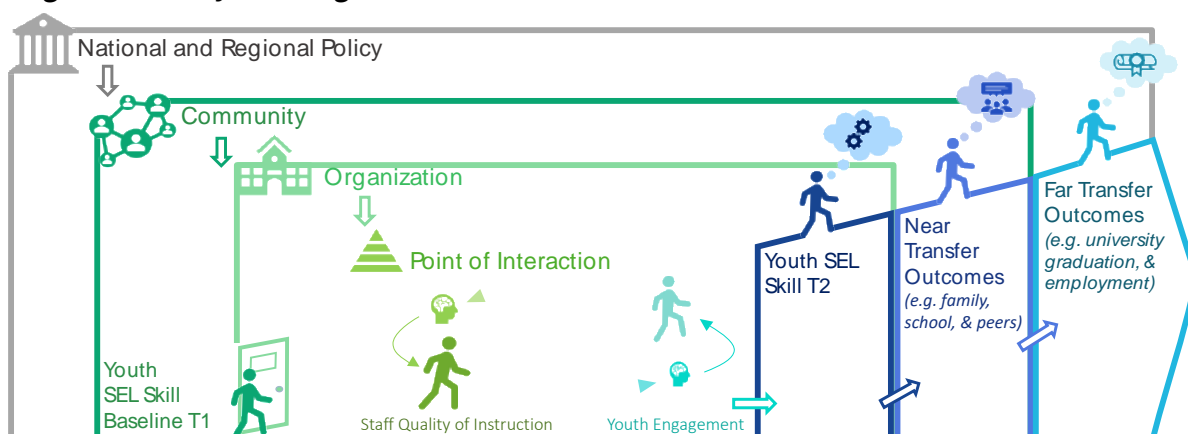 National and Regional Policy
Community
Organization
Point of Interaction
Youth
SEL Skill
Baseline T1
Staff Quality of Instruction
Youth Engagement
Youth SEL
Skill T2
Near
Transfer
Outcomes
(e.g. family,
school, & peers)
Far Transfer
Outcomes
(e.g. university
graduation, &
employment)